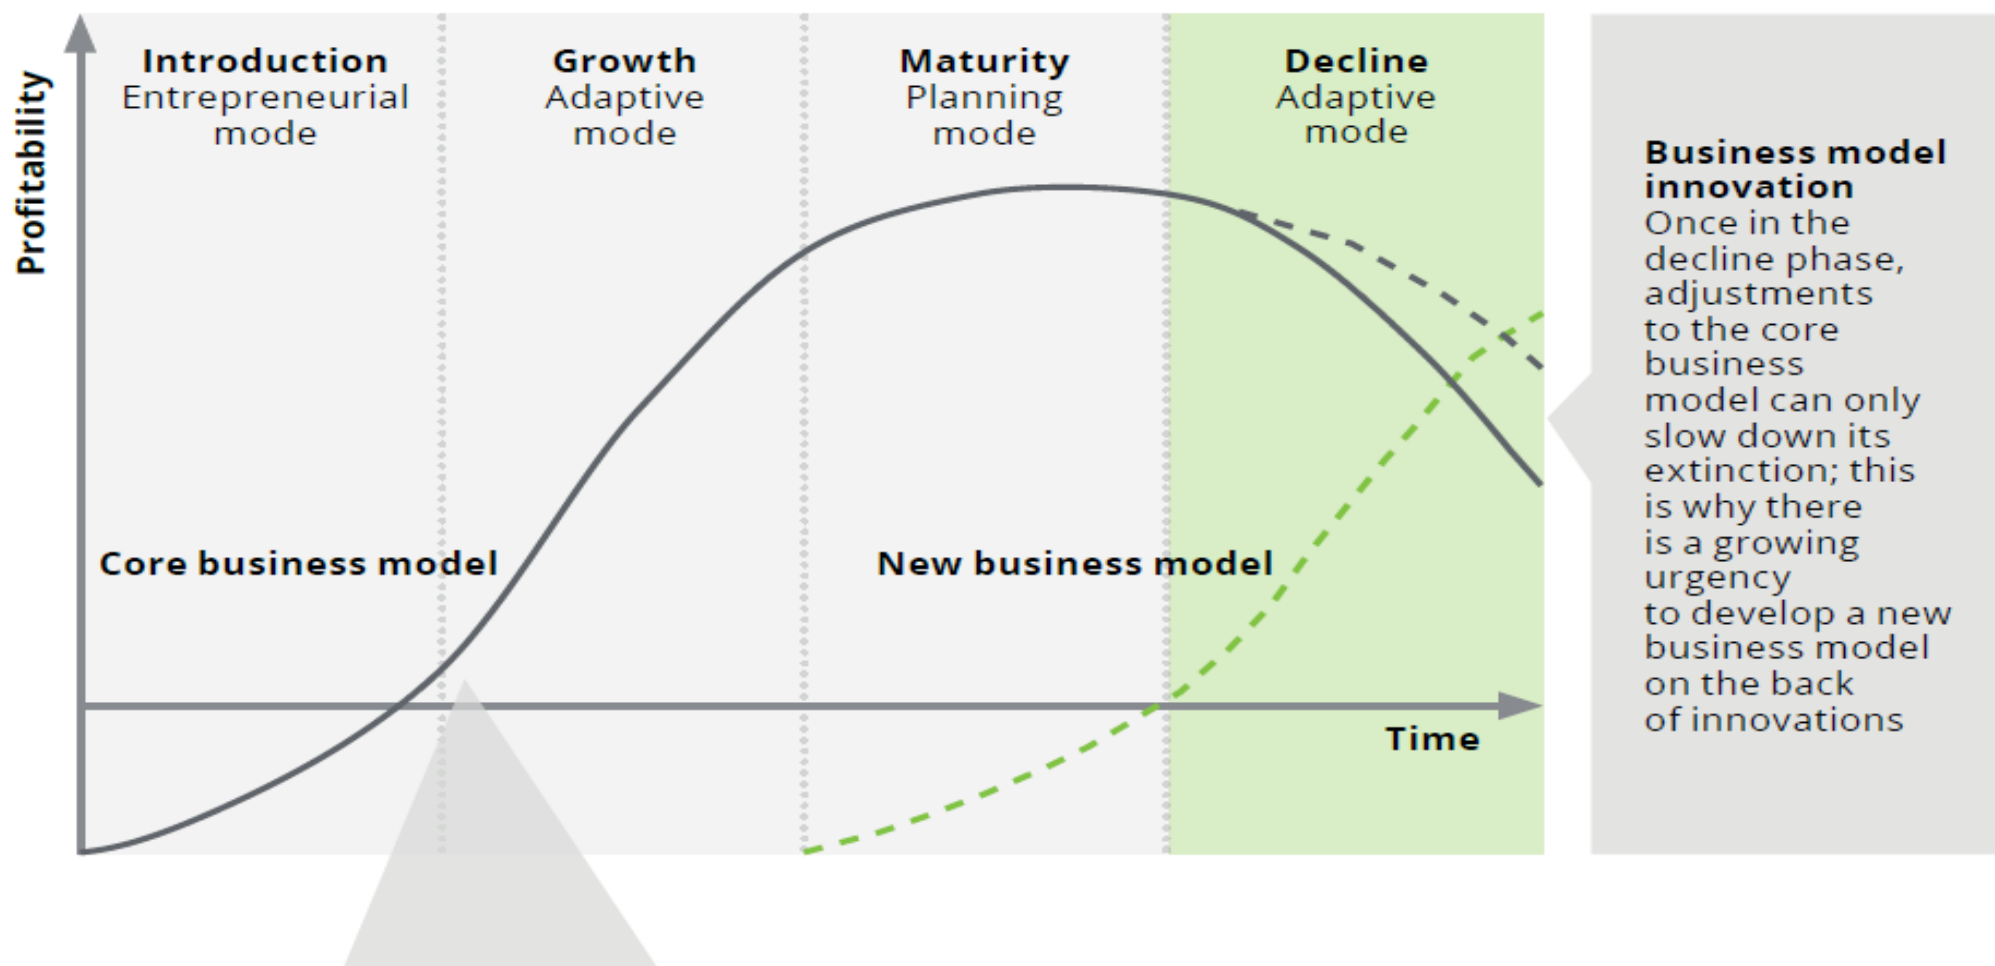 Profitability
Introduction
Entrepreneurial
mode
Growth
Adaptive
mode
Maturity
Planning
mode
Decline
Adaptive
mode
Core business model
New business model
Time
Business model
innovation
Once in the
decline phase,
adjustments
to the core
business
model can only
slow down its
extinction; this
is why there
is a growing
urgency
to develop a new
business model
on the back
of innovations